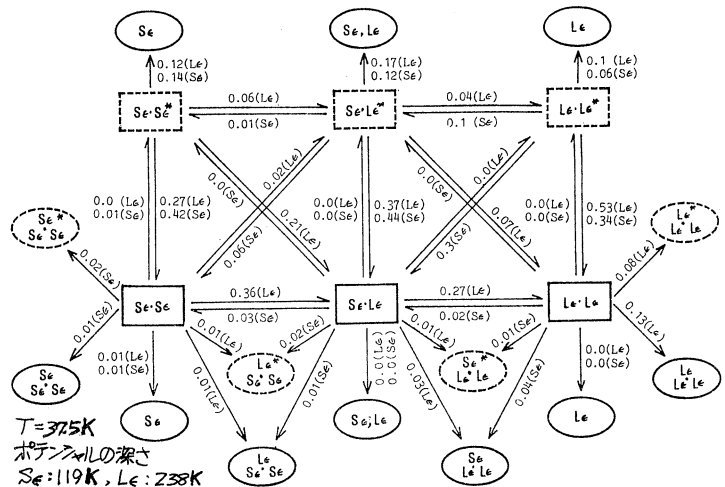 Sϵ
Sϵ, Lϵ
Lϵ
0.12(Lϵ)
0.14(Sϵ)
0.17(Lϵ)
0.12(Sϵ)
0.1 (Lϵ)
0.06(Sϵ)
Sϵ·Sϵ*
0.06(Lϵ)
0.01(Sϵ)
Sϵ·Lϵ*
0.04(Lϵ)
0.1 (Sϵ)
Lϵ·Lϵ*
0.0(Sϵ)
0.02(Lϵ)
0.0(Sϵ)
0.0(Lϵ)
0.0 (Lϵ)
0.01(Sϵ)
0.27(Lϵ)
0.42(Sϵ)
0.0(Lϵ)
0.0(Sϵ)
0.37(Lϵ)
0.44(Sϵ)
0.0(Lϵ)
0.0(Sϵ)
0.53(Lϵ)
0.34(Sϵ)
0.06(Sϵ)
0.21(Lϵ)
0.3(Sϵ)
0.07(Lϵ)
Sϵ*
Sϵ·Sϵ
Lϵ*
Lϵ·Lϵ
0.02(Sϵ)
0.08(Lϵ)
Sϵ·Sϵ
0.36(Lϵ)
0.03(Sϵ)
Sϵ·Lϵ
0.27(Lϵ)
0.02(Sϵ)
Lϵ·Lϵ
0.01(Sϵ)
0.01(Lϵ)
0.02(Sϵ)
0.01(Lϵ)
0.01(Sϵ)
0.13(Lϵ)
0.01(Lϵ)
0.01(Sϵ)
0.0(Lϵ)
0.0(Sϵ)
0.0(Lϵ)
0.0(Sϵ)
Sϵ
Sϵ·Sϵ
Lϵ*
Sϵ·Sϵ
Sϵ*
Lϵ·Lϵ
Lϵ
Lϵ·Lϵ
0.01(Lϵ)
0.01(Sϵ)
0.03(Lϵ)
0.04(Sϵ)
Sϵ
Sϵ;Lϵ
Lϵ
Lϵ
Sϵ·Sϵ
Sϵ
Lϵ·Lϵ
T=37.5K
ポテンシャルの深さ
Sϵ:119K, Lϵ:238K